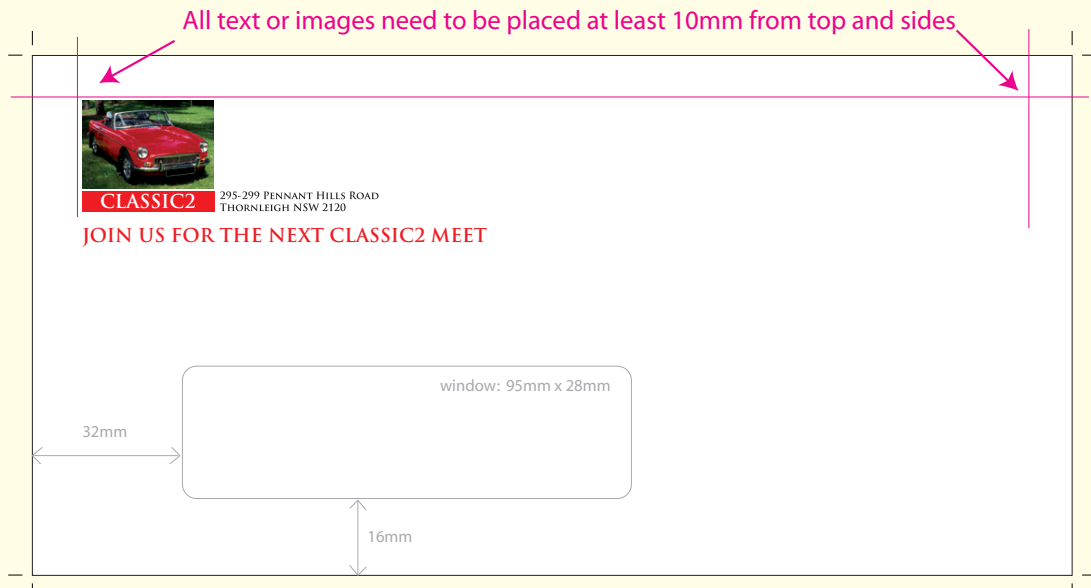 All text or images need to be placed at least 10mm from top and sides
CLASSIC2
295-299 Pennant Hills Road
Thornleigh NSW 2120
JOIN US FOR THE NEXT CLASSIC2 MEET
window: 95mm x 28mm
32mm
16mm